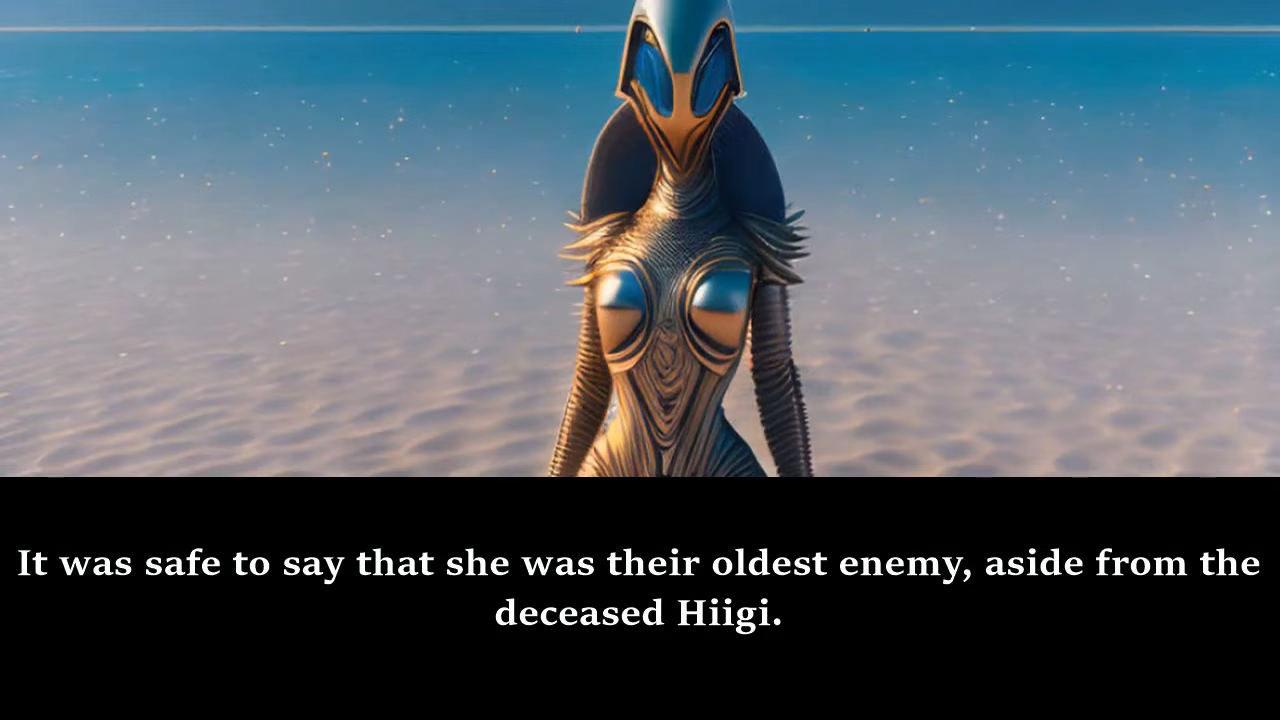 It was safe to say that she was their oldest enemy, aside from the
deceased Hiigi.